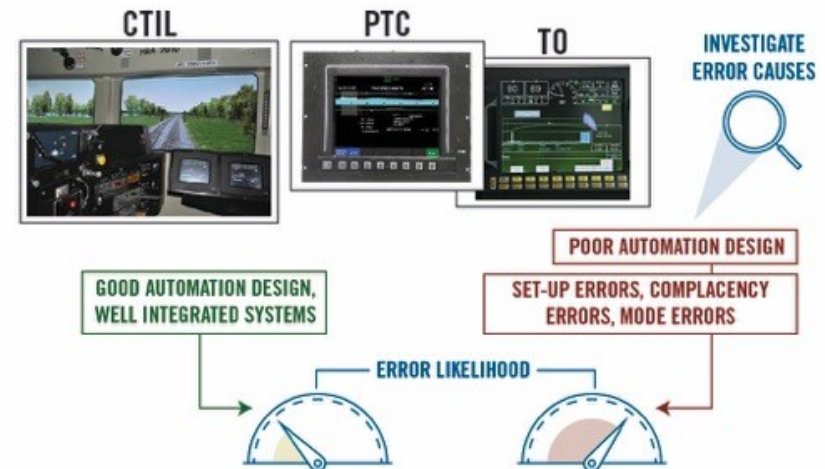 CTIL
PTC
TO
INVESTIGATE
ERROR CAUSES
POOR AUTOMATION DESIGN
GOOD AUTOMATION DESIGN,
WELL INTEGRATED SYSTEMS
SET-UP ERRORS, COMPLACENCY
ERRORS, MODE ERRORS
ERROR LIKELIHOOD